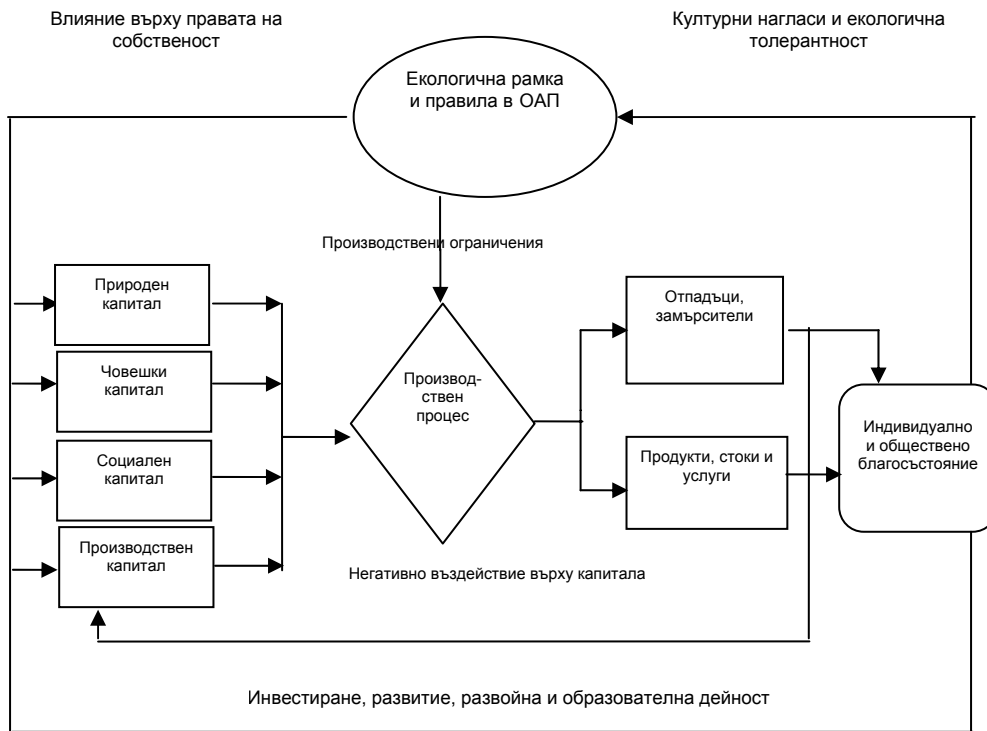 Влияние върху правата на
собственост
Културни нагласи и екологична
толерантност
Екологична рамка
и правила в ОАП
Производствени ограничения
Природен
капитал
Човешки
капитал
Социален
капитал
Производствен
капитал
Производ-
ствен
процес
Отпадъци,
замърсители
Продукти, стоки и
услуги
Индивидуално
и обществено
благосъстояние
Негативно въздействие върху капитала
Инвестиране, развитие, развойна и образователна дейност